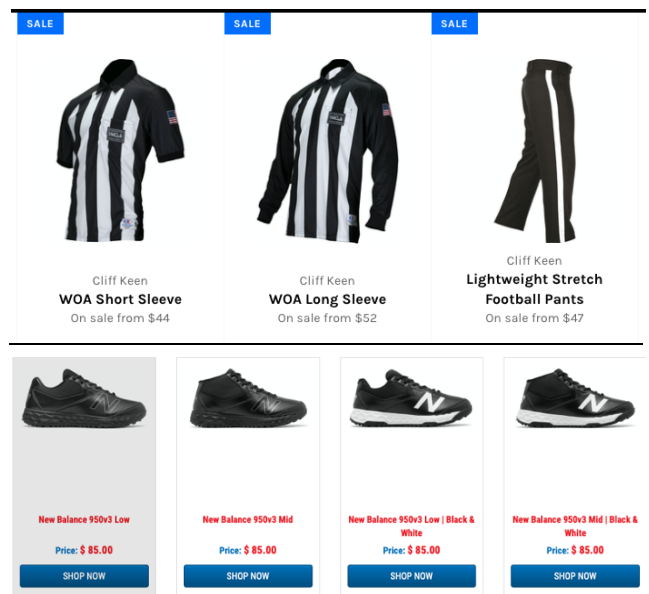 SALE
SALE
SALE
Cliff Keen
WOA Short Sleeve
On sale from $44
Cliff Keen
WOA Long Sleeve
On sale from $52
Cliff Keen
Lightweight Stretch
Football Pants
On sale from $47
New Balance 950v3 Low
Price: $ 85.00
SHOP NOW
New Balance 950v3 Mid
Price: $ 85.00
SHOP NOW
New Balance 950v3 Low | Black &
White
Price: $ 85.00
SHOP NOW
New Balance 950v3 Mid | Black &
White
Price: $ 85.00
SHOP NOW